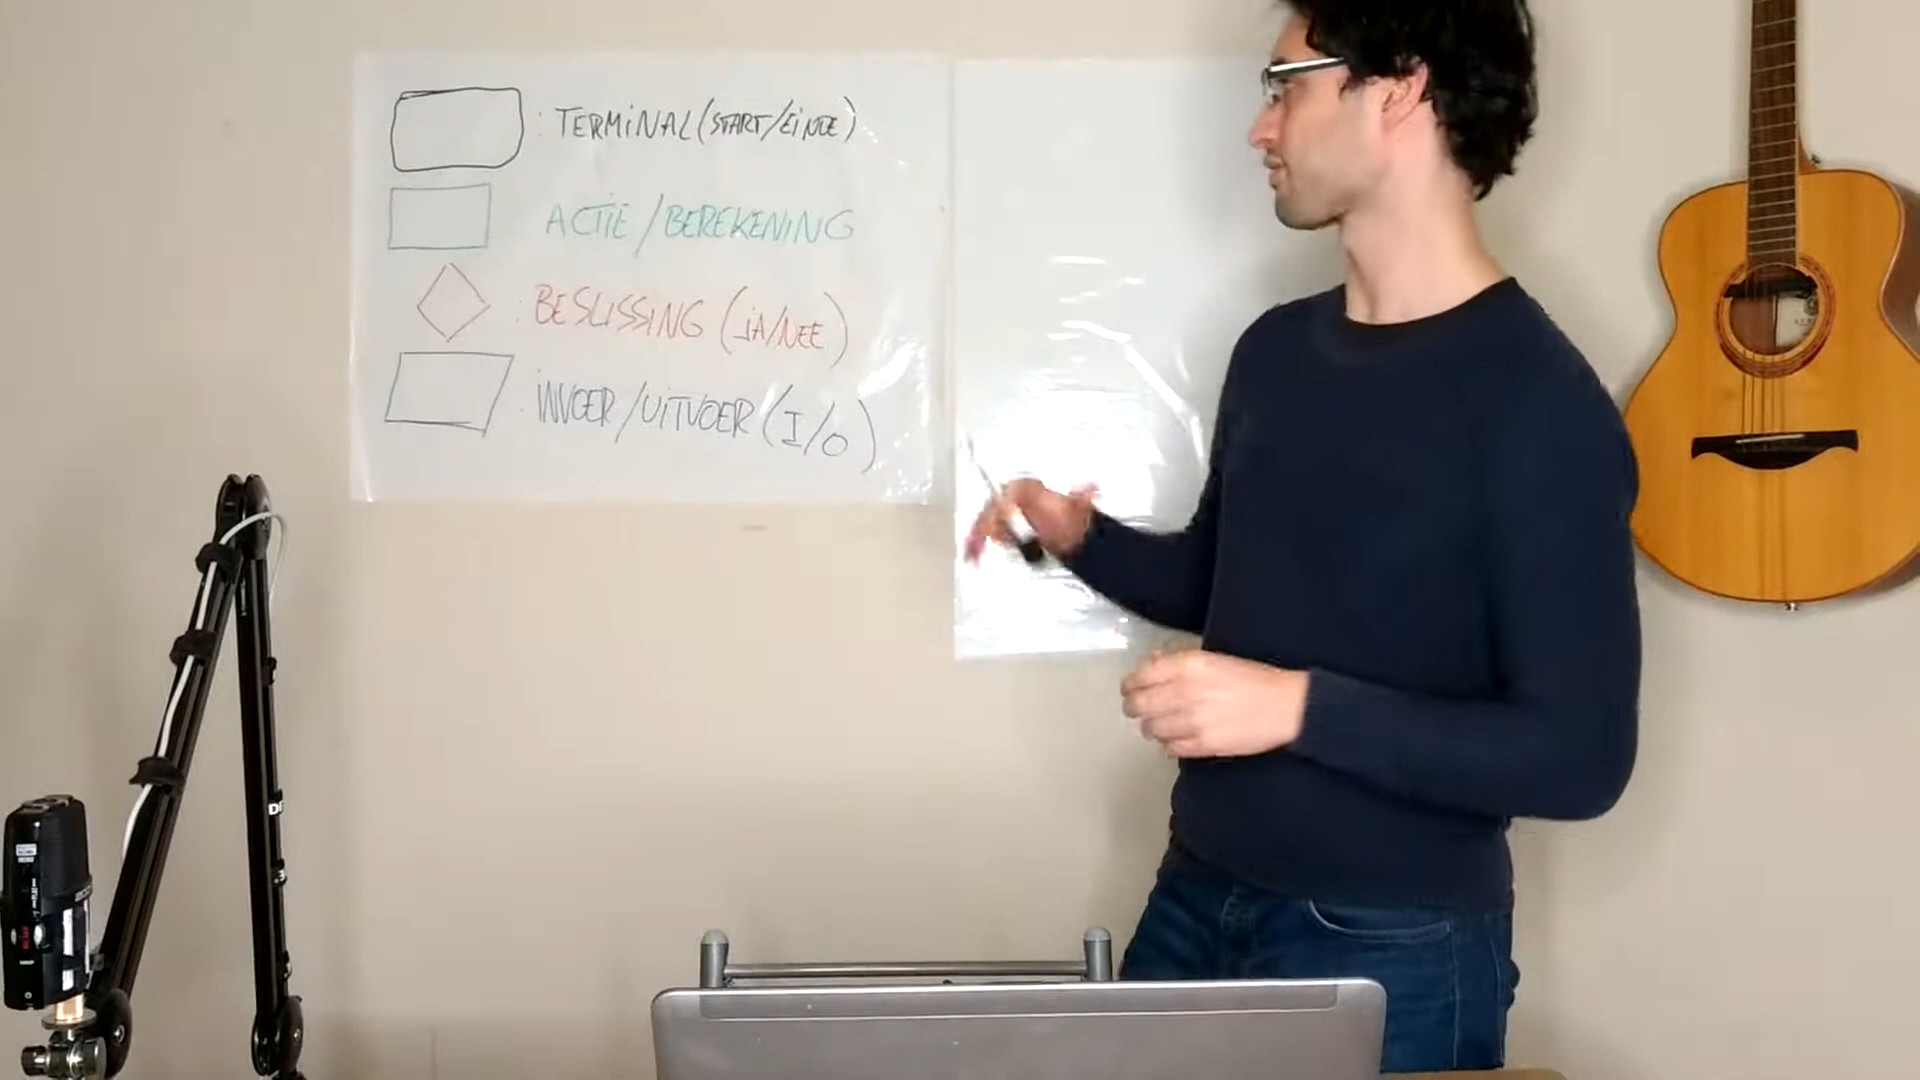 : TERMINAL (START/EINDE)
ACTIE / BEREKENING
: BESLISSING (JA/NEE)
: INVOER / UITVOER (I/O)